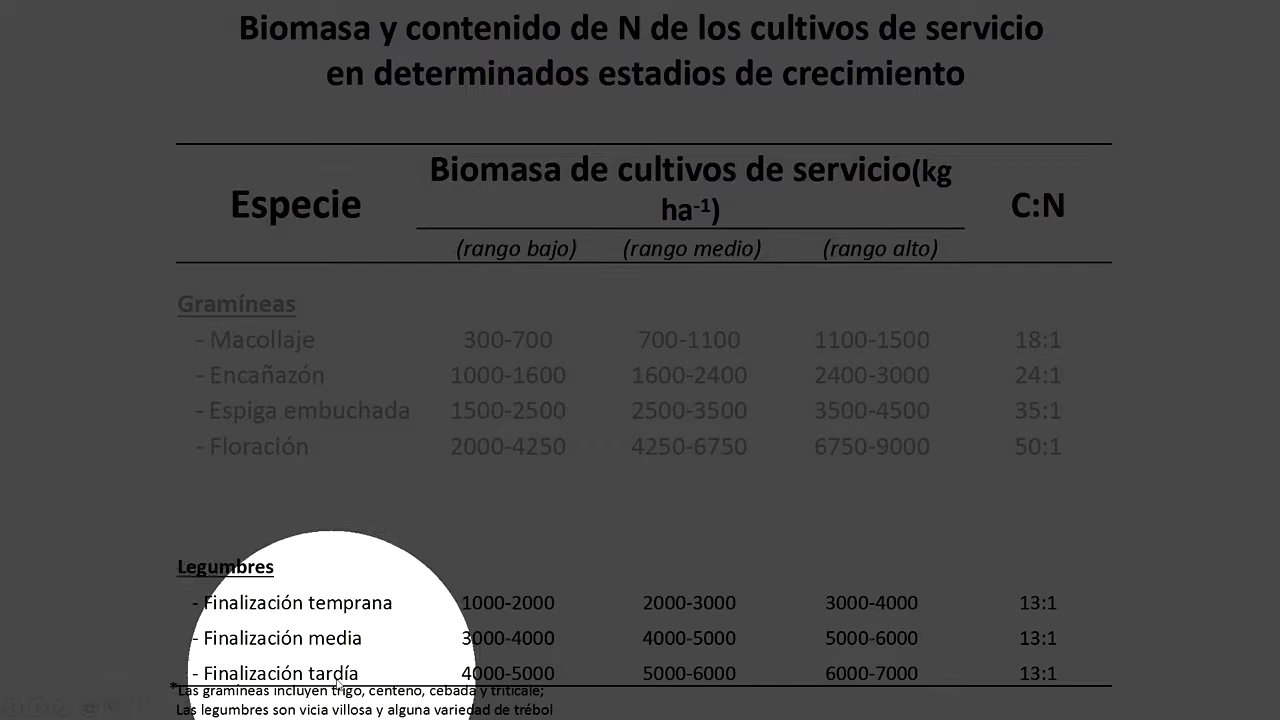 Biomasa y contenido de N de los cultivos de servicio
en determinados estadios de crecimiento
Especie
Biomasa de cultivos de servicio(kg
ha-1)
C:N
(rango bajo) (rango medio) (rango alto)
Gramíneas
- Macollaje 300-700 700-1100 1100-1500 18:1
- Encañazón 1000-1600 1600-2400 2400-3000 24:1
- Espiga embuchada 1500-2500 2500-3500 3500-4500 35:1
- Floración 2000-4250 4250-6750 6750-9000 50:1
Legumbres
- Finalización temprana 1000-2000 2000-3000 3000-4000 13:1
- Finalización media 3000-4000 4000-5000 5000-6000 13:1
- Finalización tardía 4000-5000 5000-6000 6000-7000 13:1
*Las gramíneas incluyen trigo, centeno, cebada y triticale;
Las legumbres son vicia villosa y alguna variedad de trébol